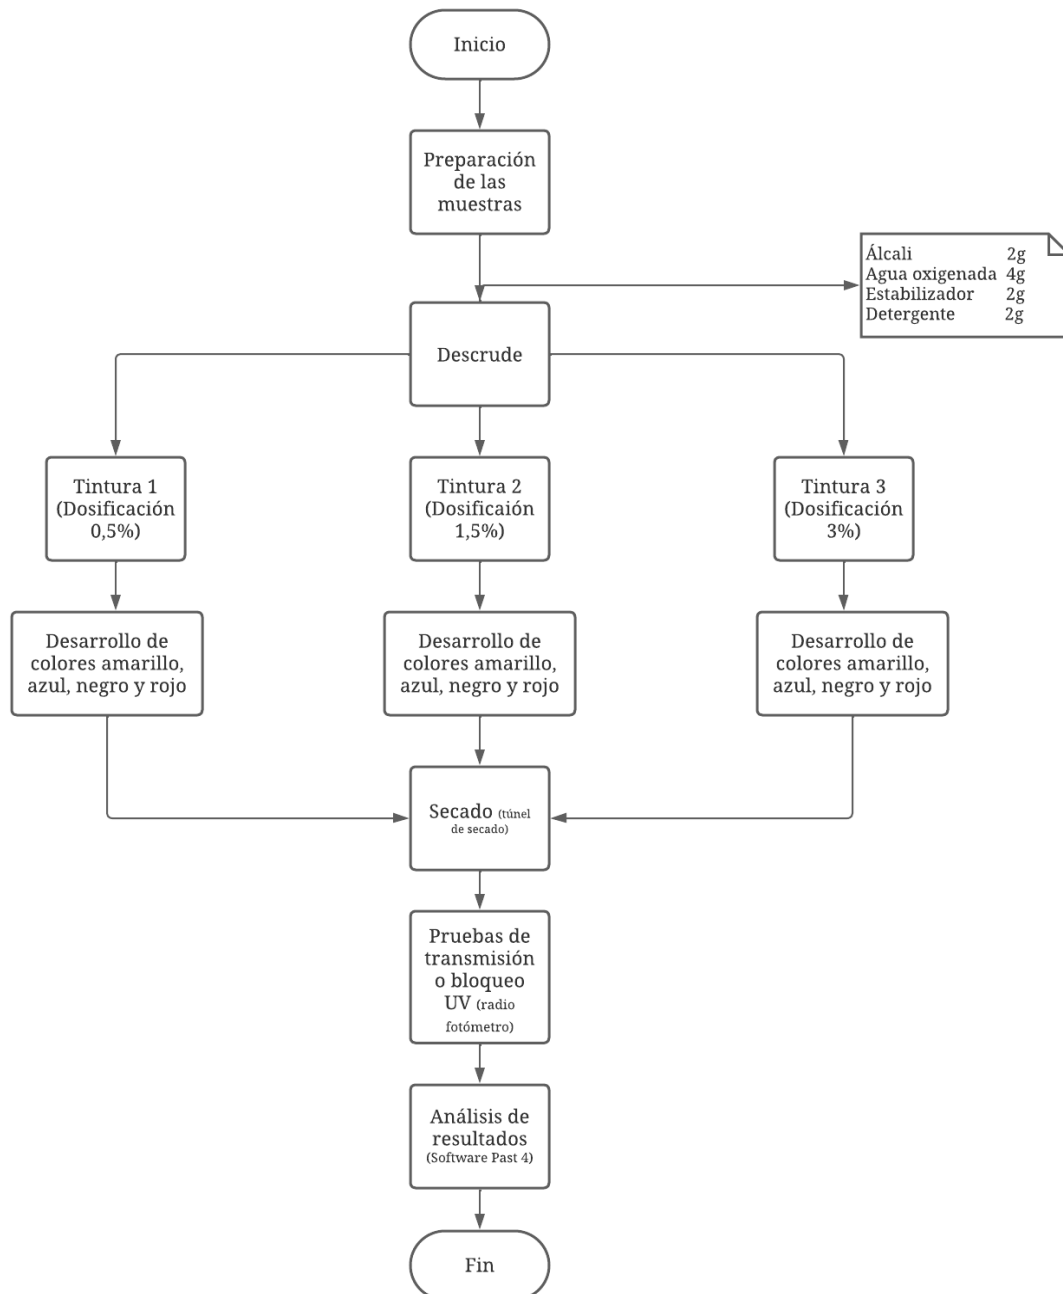 Inicio
Preparación
de las
muestras
Álcali 2g
Agua oxigenada 4g
Estabilizador 2g
Detergente 2g
Descrude
Tintura 1
(Dosificación
0,5%)
Tintura 2
(Dosificaión
1,5%)
Tintura 3
(Dosificación
3%)
Desarrollo de
colores amarillo,
azul, negro y rojo
Desarrollo de
colores amarillo,
azul, negro y rojo
Desarrollo de
colores amarillo,
azul, negro y rojo
Secado (túnel
de secado)
Pruebas de
transmisión
o bloqueo
UV (radio
fotómetro)
Análisis de
resultados
(Software Past 4)
Fin